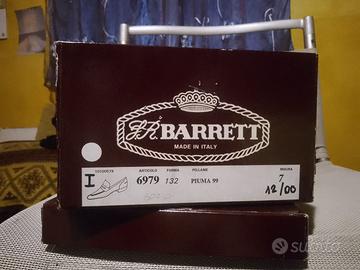 BARRETT
MADE IN ITALY
ARTICOLO FORMA PELLAME MISURA
I 6979 132 PIUMA 99 7
12/00
subito